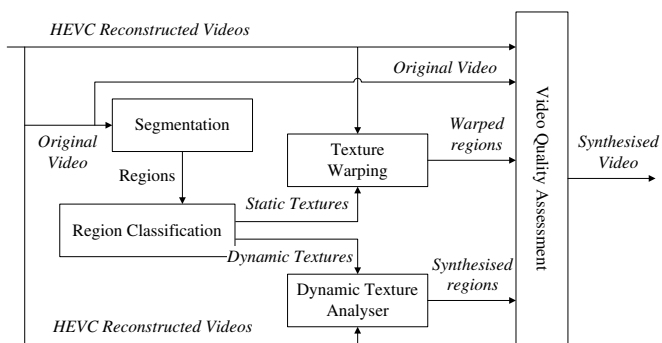 HEVC Reconstructed Videos
Original Video
Segmentation
Original
Video
Regions
Texture
Warping
Warped
regions
Video Quality Assessment
Synthesised
Video
Static Textures
Region Classification
Dynamic Textures
Dynamic Texture
Analyser
Synthesised
regions
HEVC Reconstructed Videos